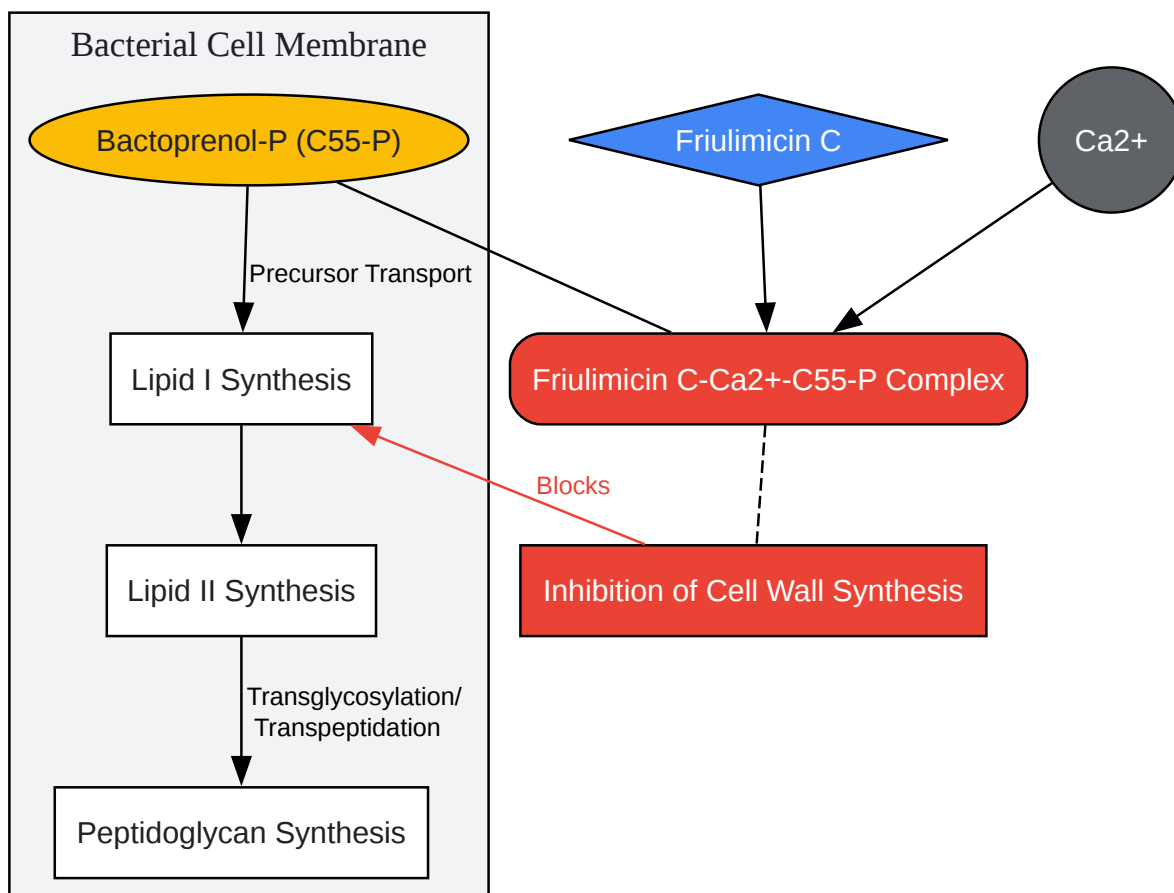 Bacterial Cell Membrane
Bactoprenol-P (C55-P)
Friulimicin C
Ca2+
Precursor Transport
Lipid I Synthesis
Friulimicin C-Ca2+-C55-P Complex
Blocks
Lipid II Synthesis
Inhibition of Cell Wall Synthesis
Transglycosylation/
Transpeptidation
Peptidoglycan Synthesis